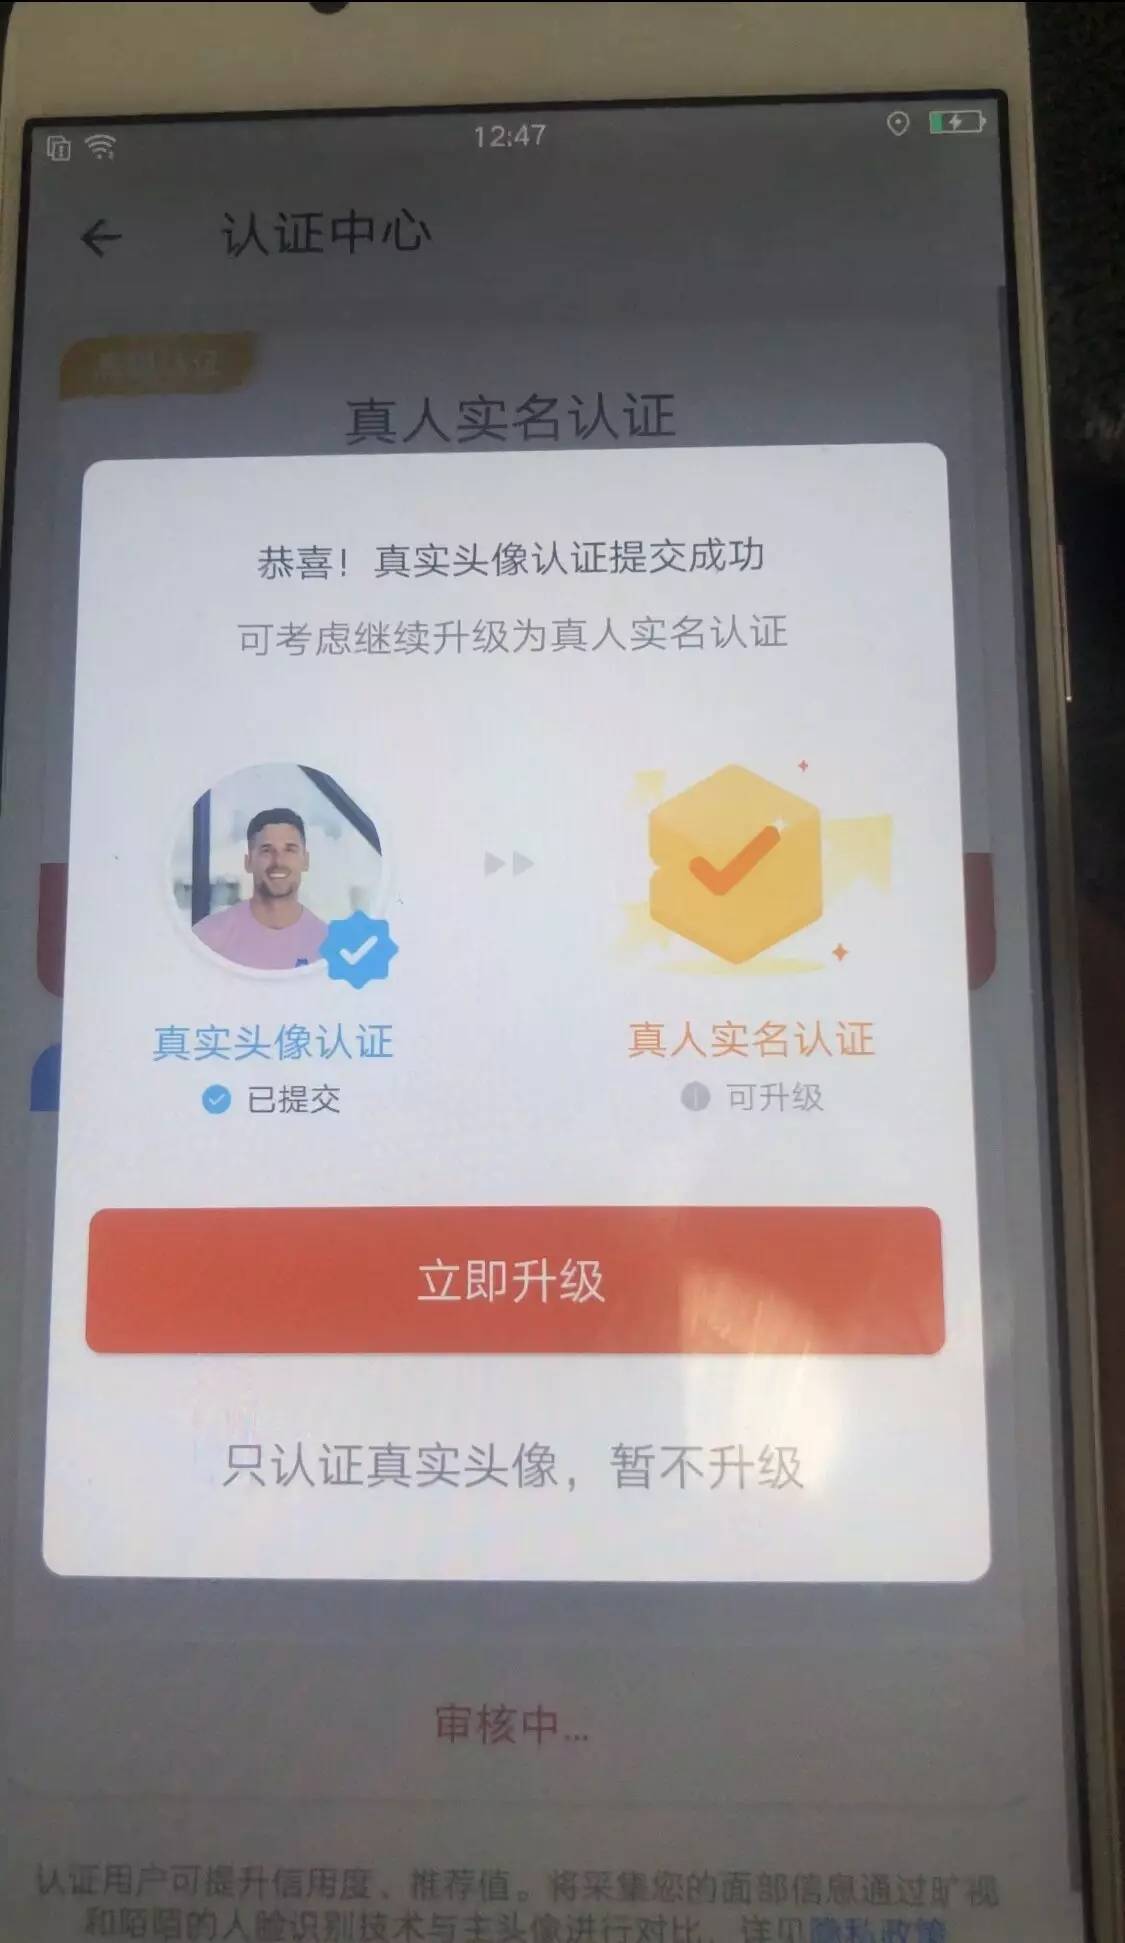 12:47
认证中心
真人实名认证
恭喜！真实头像认证提交成功
可考虑继续升级为真人实名认证
真实头像认证
真人实名认证
已提交
可升级
立即升级
只认证真实头像，暂不升级
审核中...
认证用户可提升信用度、推荐值。将采集您的面部信息通过旷视
和陌陌的人脸识别技术与主头像进行对比，详见隐私政策